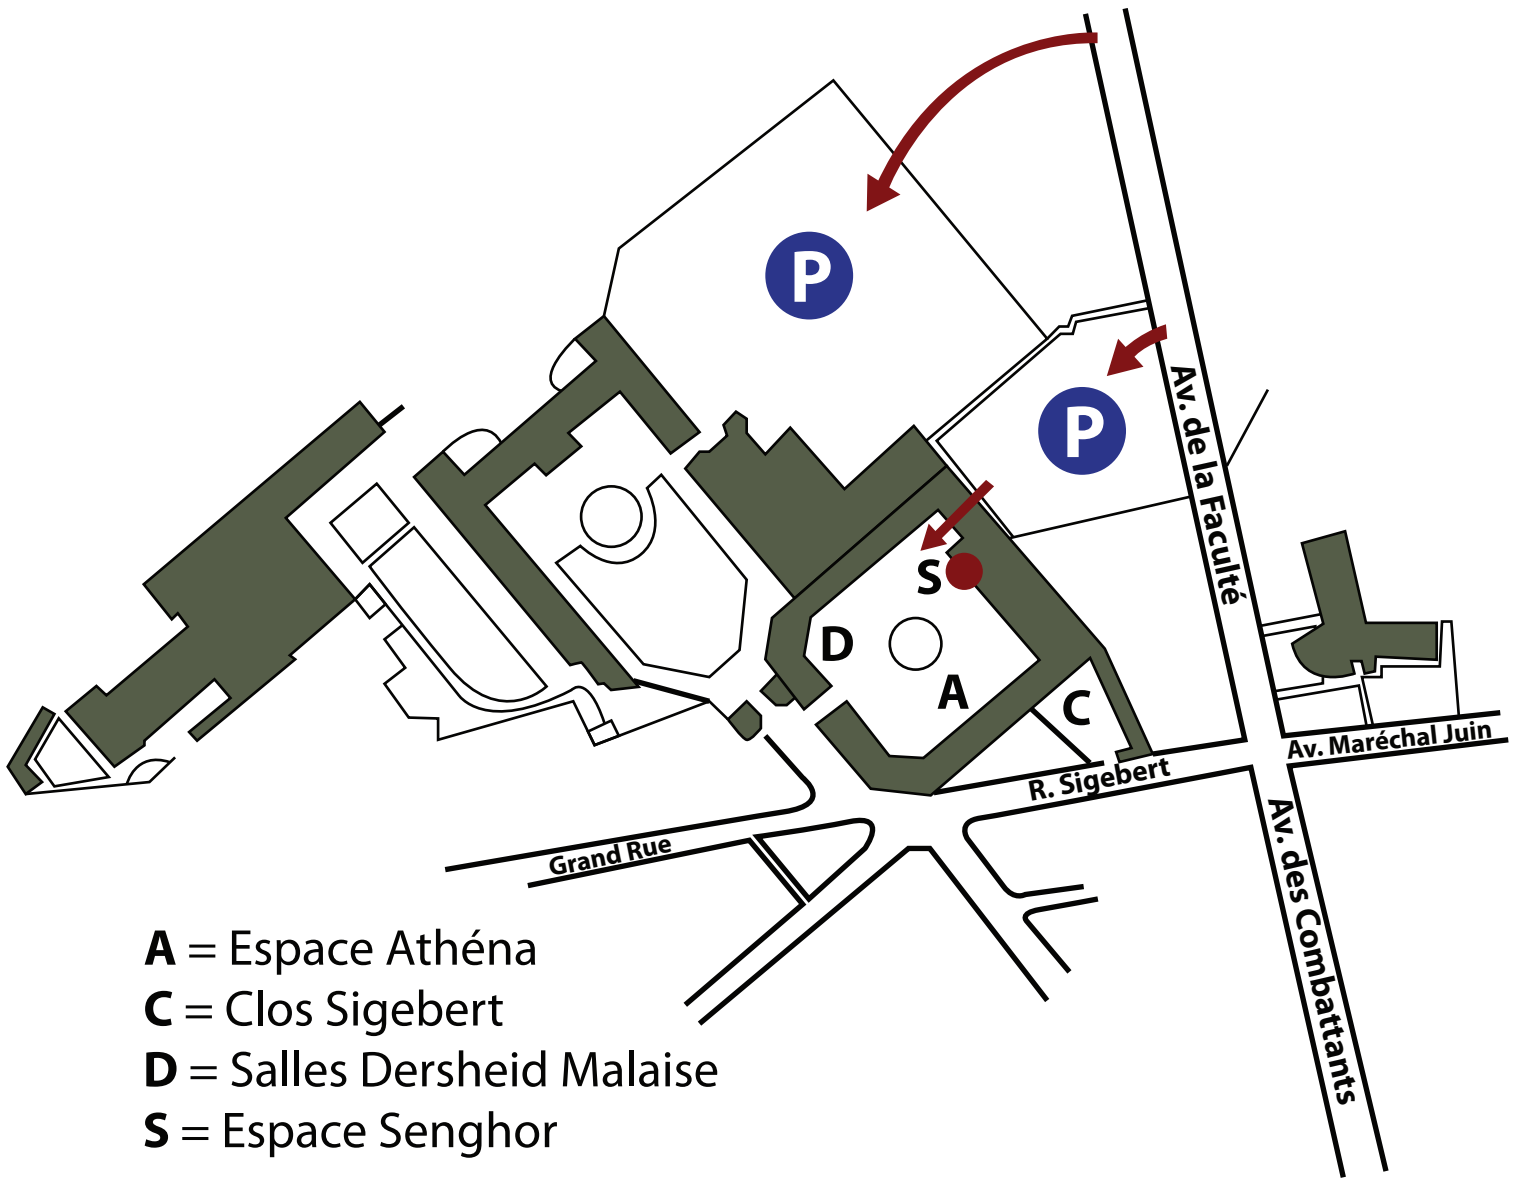 P
P
Av. de la Faculté
S
D
A
C
Av. Maréchal Juin
R. Sigebert
Grand Rue
Av. des Combattants
A = Espace Athéna
C = Clos Sigebert
D = Salles Dersheid Malaise
S = Espace Senghor